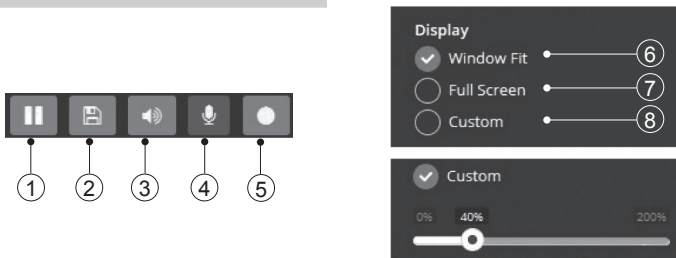 1
2
3
4
5
Display
Window Fit 6
Full Screen 7
Custom 8
Custom
0% 40% 200%